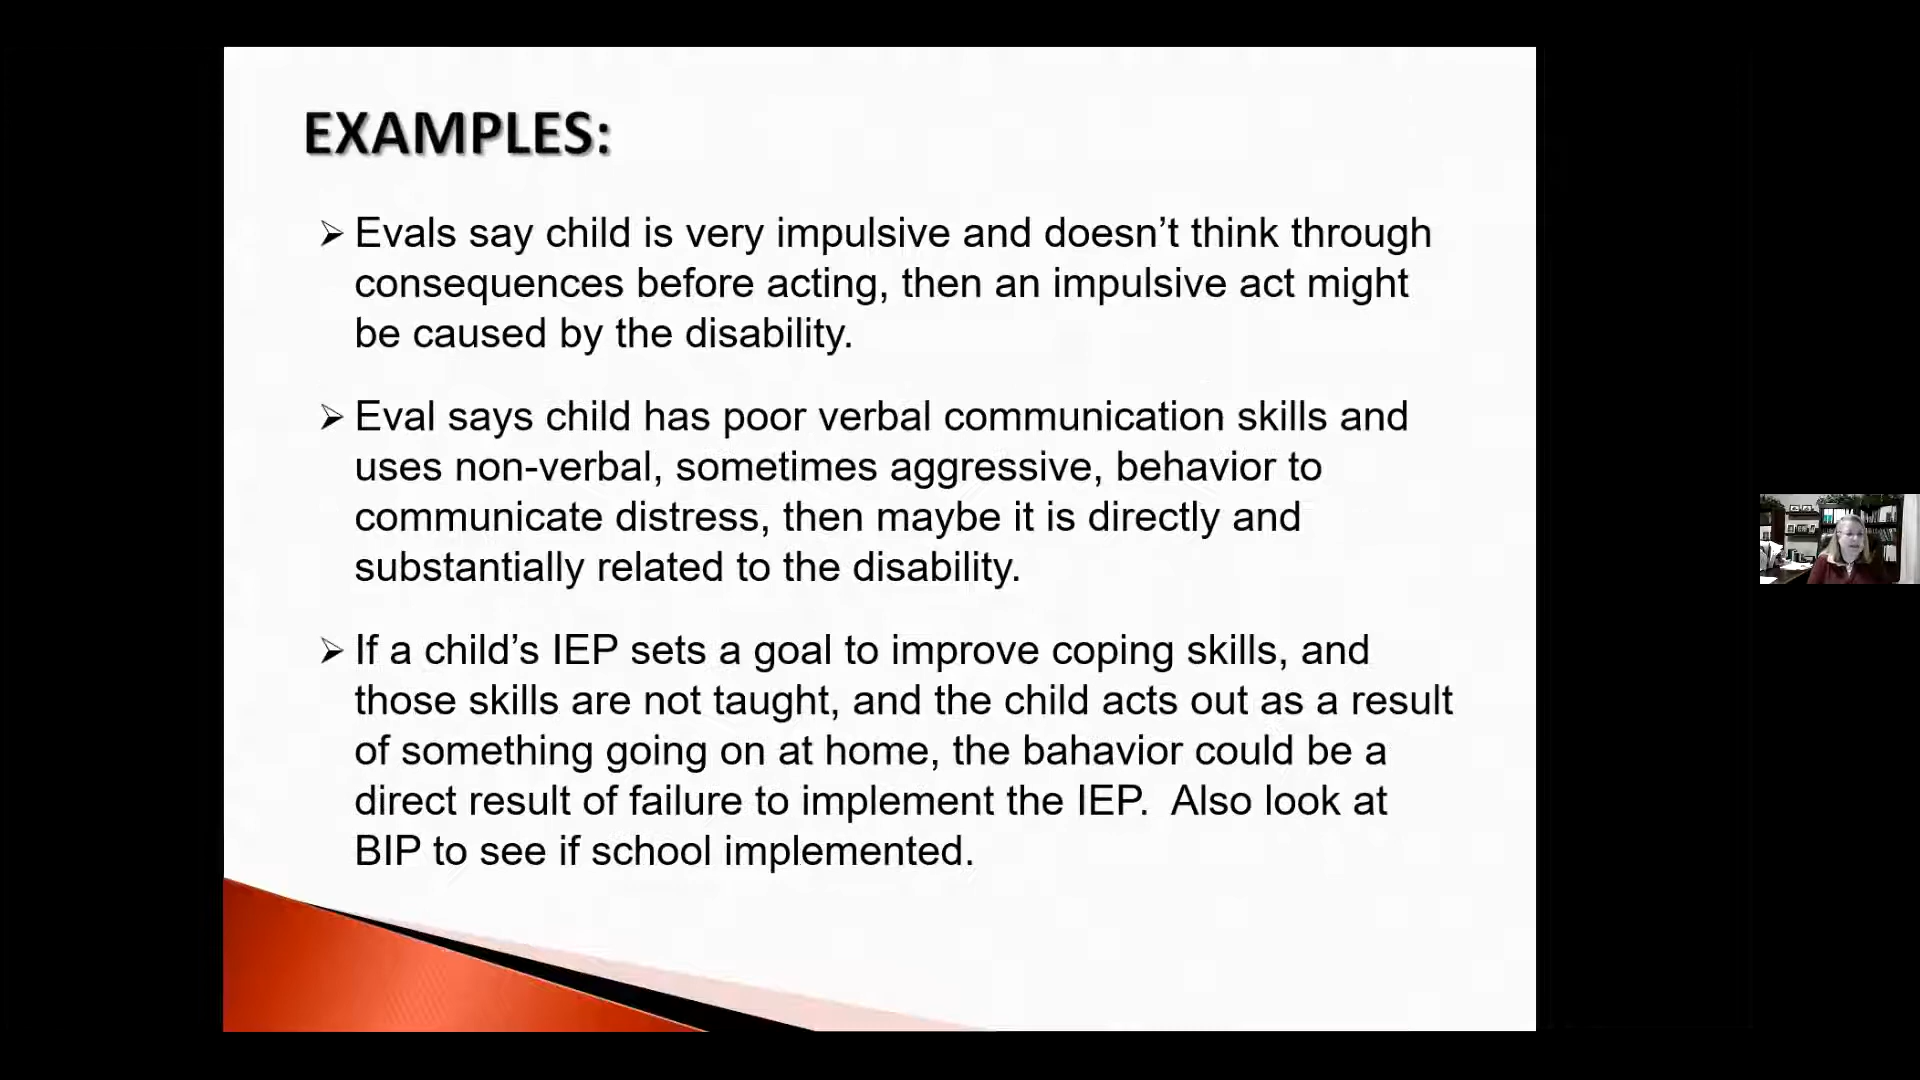 EXAMPLES:
➢ Evals say child is very impulsive and doesn’t think through
consequences before acting, then an impulsive act might
be caused by the disability.
➢ Eval says child has poor verbal communication skills and
uses non-verbal, sometimes aggressive, behavior to
communicate distress, then maybe it is directly and
substantially related to the disability.
➢ If a child’s IEP sets a goal to improve coping skills, and
those skills are not taught, and the child acts out as a result
of something going on at home, the bahavior could be a
direct result of failure to implement the IEP.  Also look at
BIP to see if school implemented.